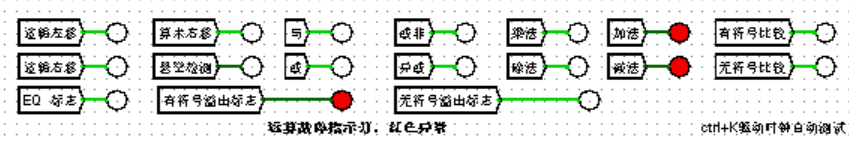 逻辑左移 算术右移 与 或非 乘法 加法 有符号比较
逻辑右移 悬空检测 或 异或 除法 减法 无符号比较
EQ 标志 有符号溢出标志 无符号溢出标志
运算故障指示灯,红色异常 ctrl+K驱动时钟自动测试